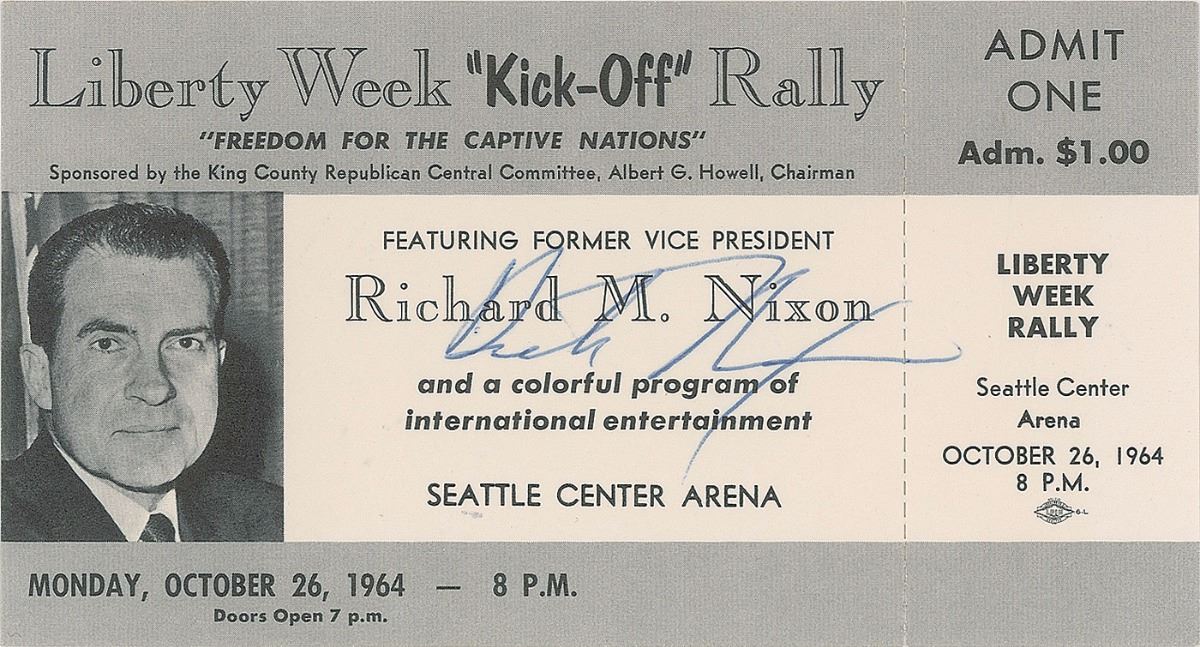 Liberty Week "Kick-Off" Rally
"FREEDOM FOR THE CAPTIVE NATIONS"
Sponsored by the King County Republican Central Committee, Albert G. Howell, Chairman
FEATURING FORMER VICE PRESIDENT
Richard M. Nixon
Dick Nixon
and a colorful program of
international entertainment
SEATTLE CENTER ARENA
MONDAY, OCTOBER 26, 1964 — 8 P.M.
Doors Open 7 p.m.
ADMIT
ONE
Adm. $1.00
LIBERTY
WEEK
RALLY
Seattle Center
Arena
OCTOBER 26, 1964
8 P.M.